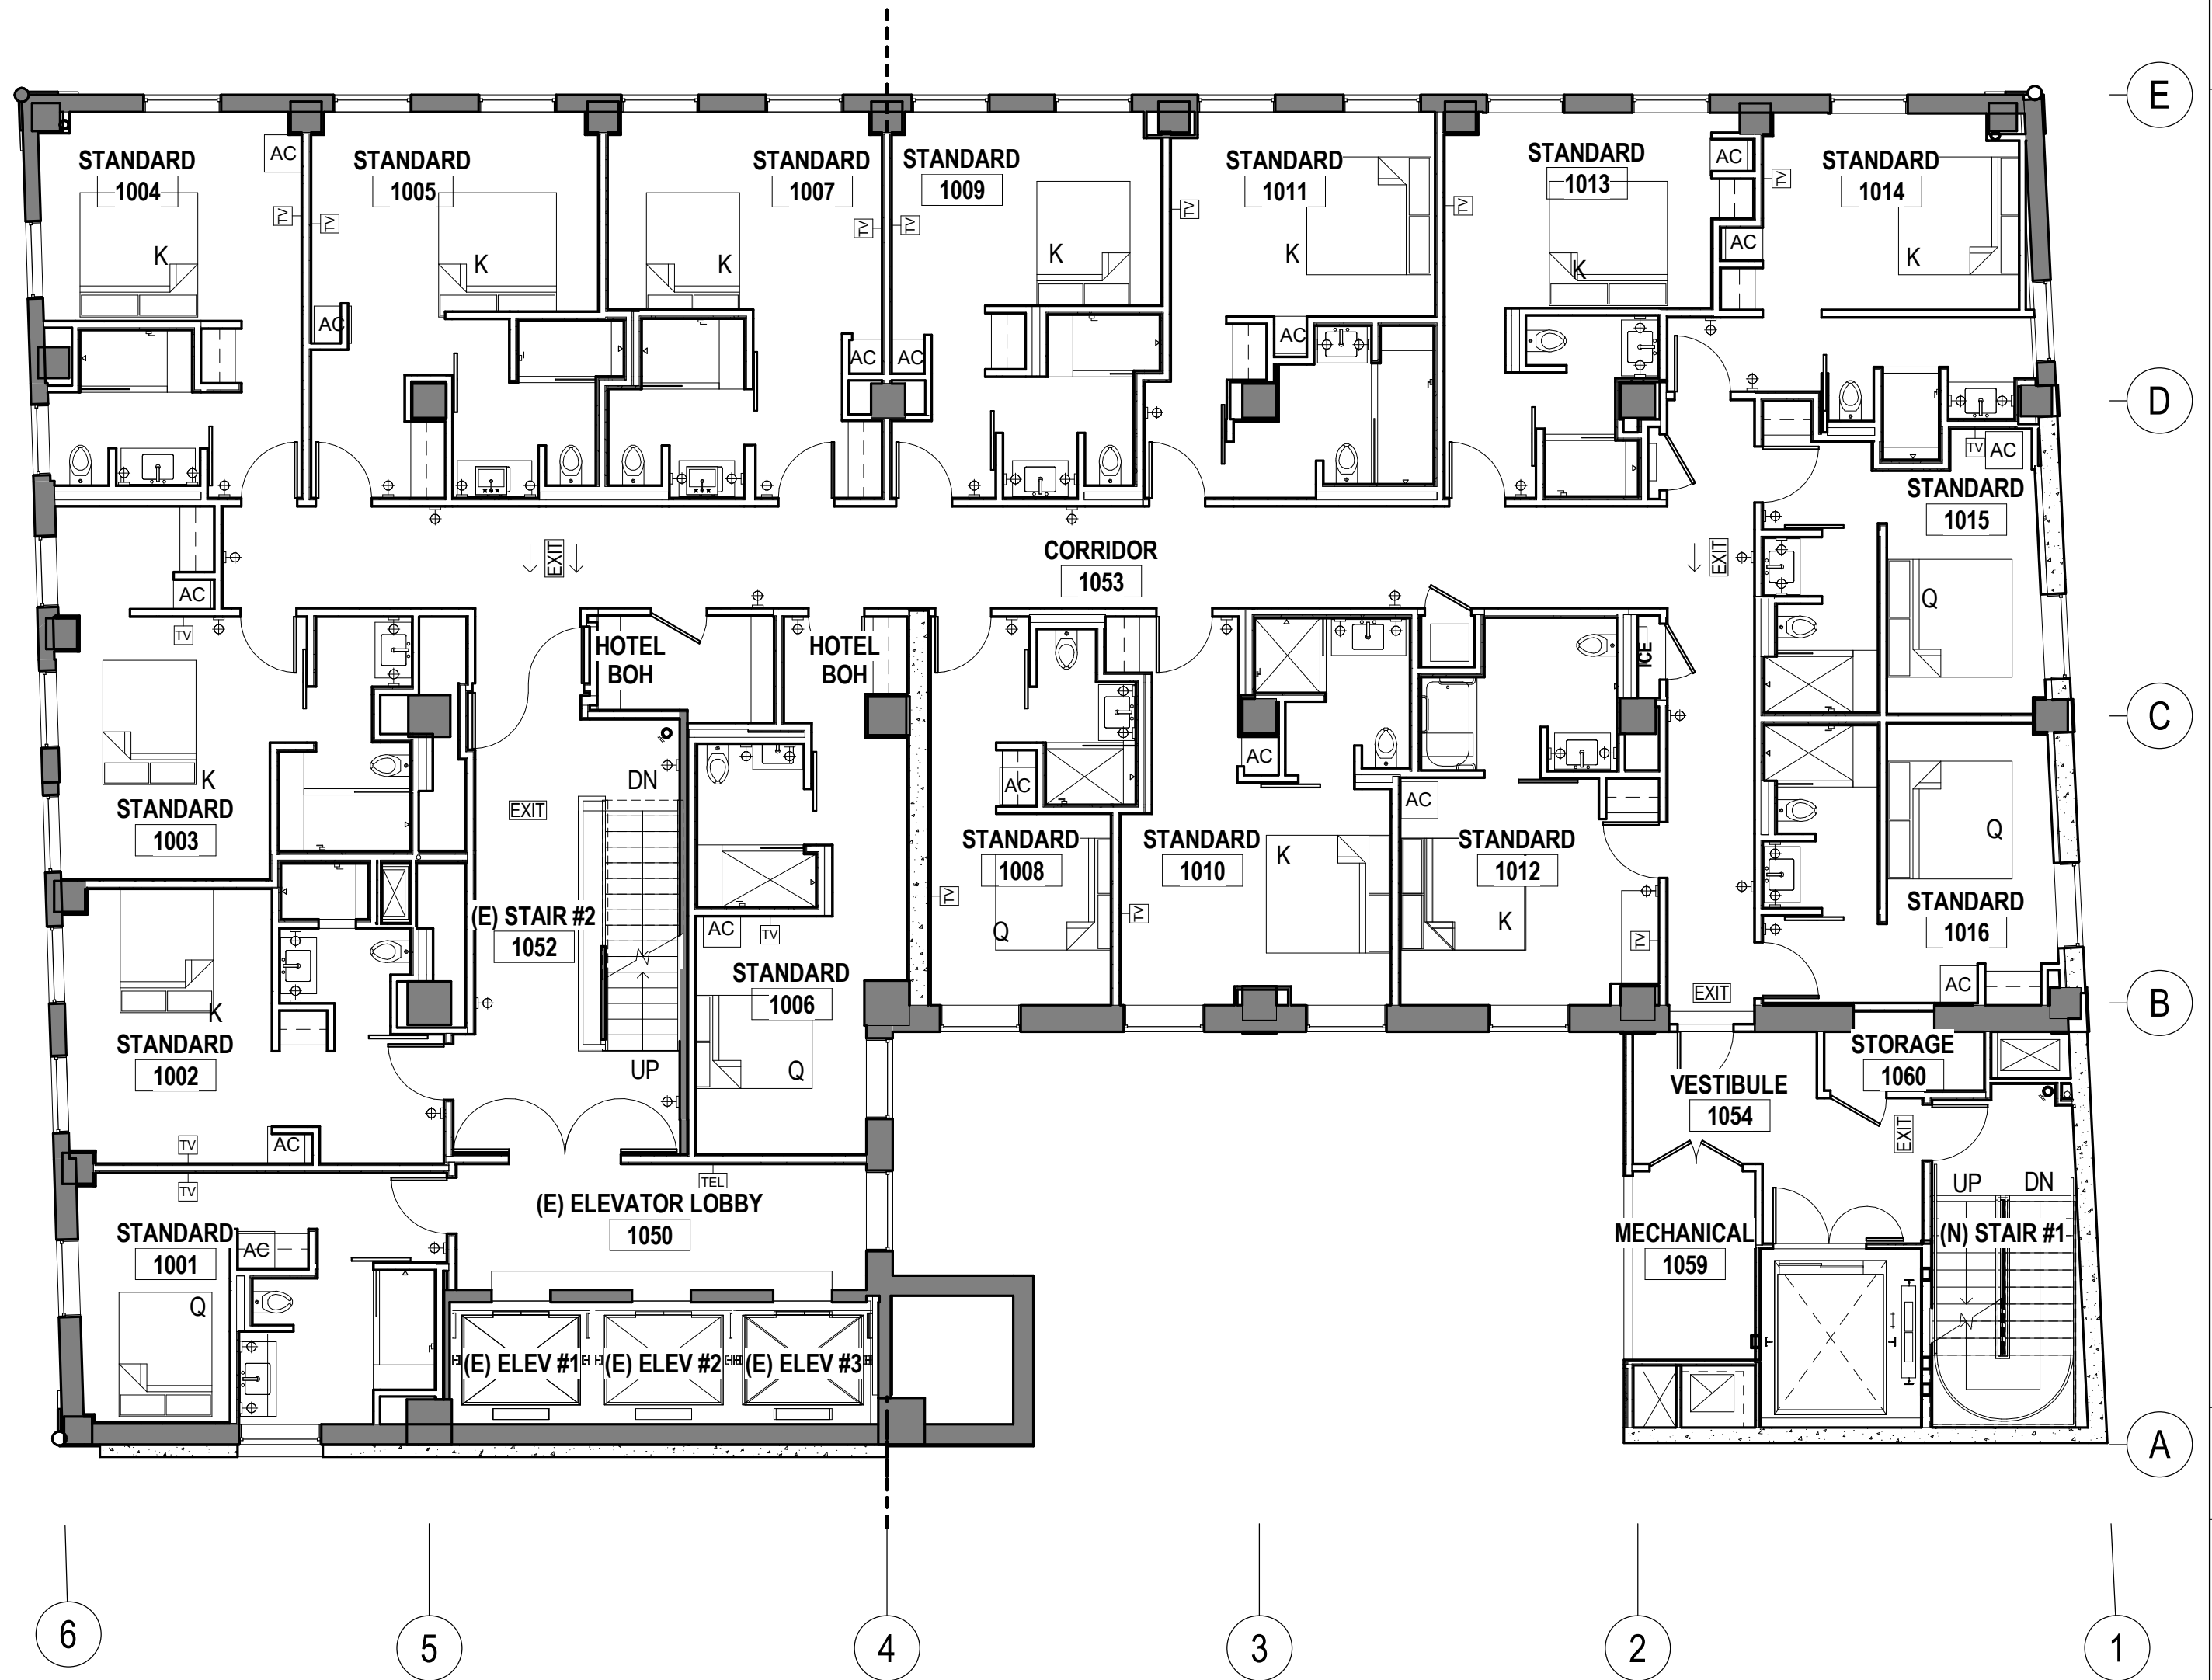 E
STANDARD
1004
AC
TV
TV
STANDARD
1005
STANDARD
1007
TV
TV
STANDARD
1009
STANDARD
1011
TV
TV
STANDARD
1013
AC
AC
TV
STANDARD
1014
K
K
K
K
K
K
K
AC
AC
AC
AC
D
TV
AC
STANDARD
1015
Q
EXIT
CORRIDOR
1053
EXIT
AC
TV
HOTEL
BOH
HOTEL
BOH
ICE
C
K
STANDARD
1003
DN
EXIT
AC
AC
AC
STANDARD
1008
Q
TV
STANDARD
1010
K
TV
STANDARD
1012
K
TV
Q
STANDARD
1016
AC
(E) STAIR #2
1052
AC
TV
STANDARD
1006
Q
UP
K
STANDARD
1002
TV
AC
EXIT
B
STORAGE
1060
VESTIBULE
1054
EXIT
TV
STANDARD
1001
AC
Q
TEL
(E) ELEVATOR LOBBY
1050
UP
DN
MECHANICAL
1059
(N) STAIR #1
(E) ELEV #1
(E) ELEV #2
(E) ELEV #3
A
6
5
4
3
2
1